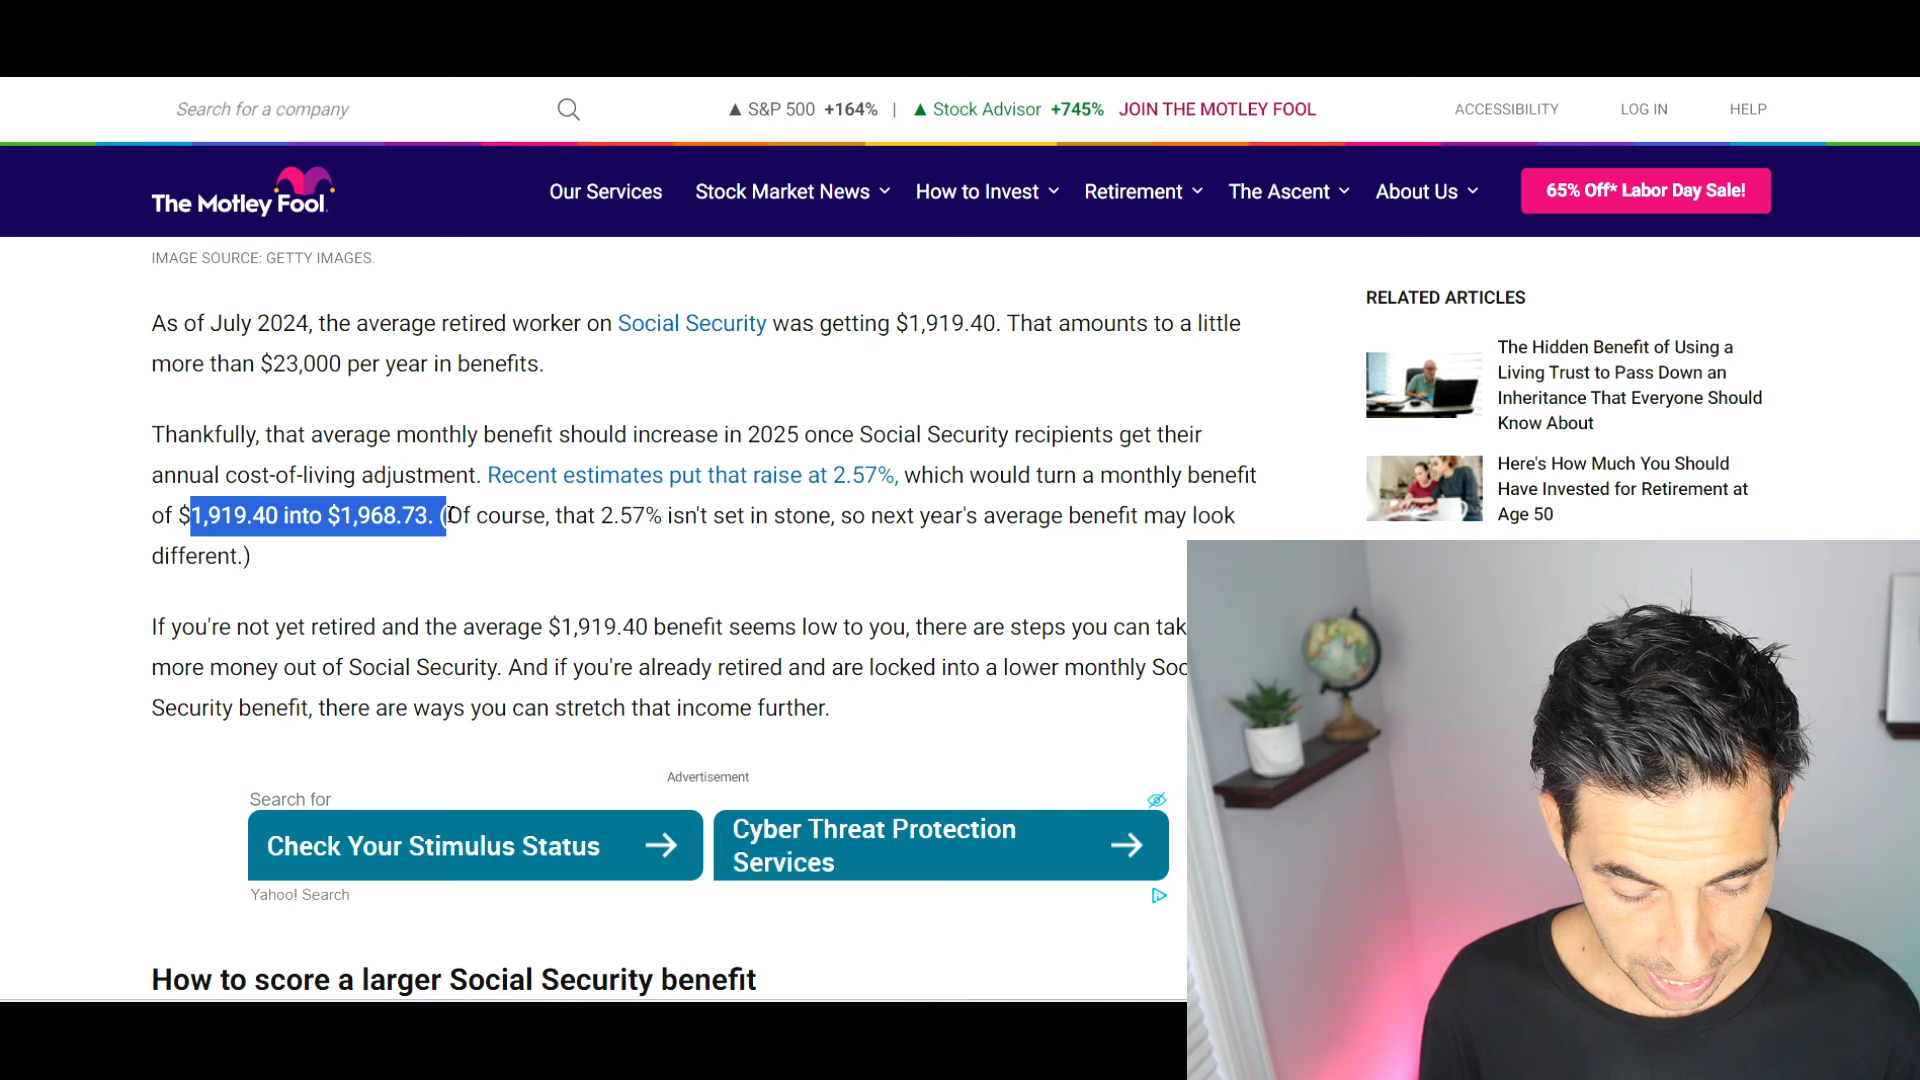 Search for a company
▲ S&P 500 +164% | ▲ Stock Advisor +745% JOIN THE MOTLEY FOOL
ACCESSIBILITY LOG IN HELP
The Motley Fool
Our Services Stock Market News How to Invest Retirement The Ascent About Us
65% Off* Labor Day Sale!
IMAGE SOURCE: GETTY IMAGES.
As of July 2024, the average retired worker on Social Security was getting $1,919.40. That amounts to a little
more than $23,000 per year in benefits.
Thankfully, that average monthly benefit should increase in 2025 once Social Security recipients get their
annual cost-of-living adjustment. Recent estimates put that raise at 2.57%, which would turn a monthly benefit
of $1,919.40 into $1,968.73. (Of course, that 2.57% isn't set in stone, so next year's average benefit may look
different.)
If you're not yet retired and the average $1,919.40 benefit seems low to you, there are steps you can tak
more money out of Social Security. And if you're already retired and are locked into a lower monthly Soc
Security benefit, there are ways you can stretch that income further.
Advertisement
Search for
Check Your Stimulus Status
Cyber Threat Protection
Services
Yahoo! Search
How to score a larger Social Security benefit
RELATED ARTICLES
The Hidden Benefit of Using a
Living Trust to Pass Down an
Inheritance That Everyone Should
Know About
Here's How Much You Should
Have Invested for Retirement at
Age 50